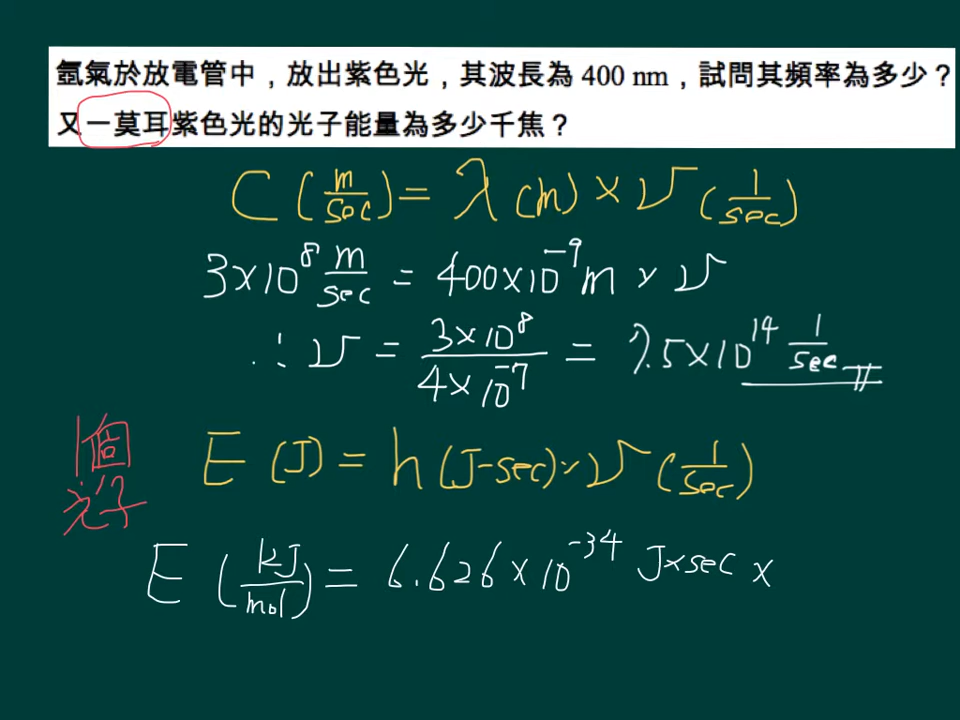 氫氣於放電管中，放出紫色光，其波長為 400 nm，試問其頻率為多少？
又一莫耳紫色光的光子能量為多少千焦？
C (m/sec) = λ (m) × ν (1/sec)
3×10⁸ m/sec = 400×10⁻⁹ m × ν
∴ ν = 3×10⁸ / 4×10⁻⁷ = 7.5×10¹⁴ 1/sec
1個
光子
E (J) = h (J-sec) × ν (1/sec)
E (kJ/mol) = 6.626×10⁻³⁴ J×sec ×